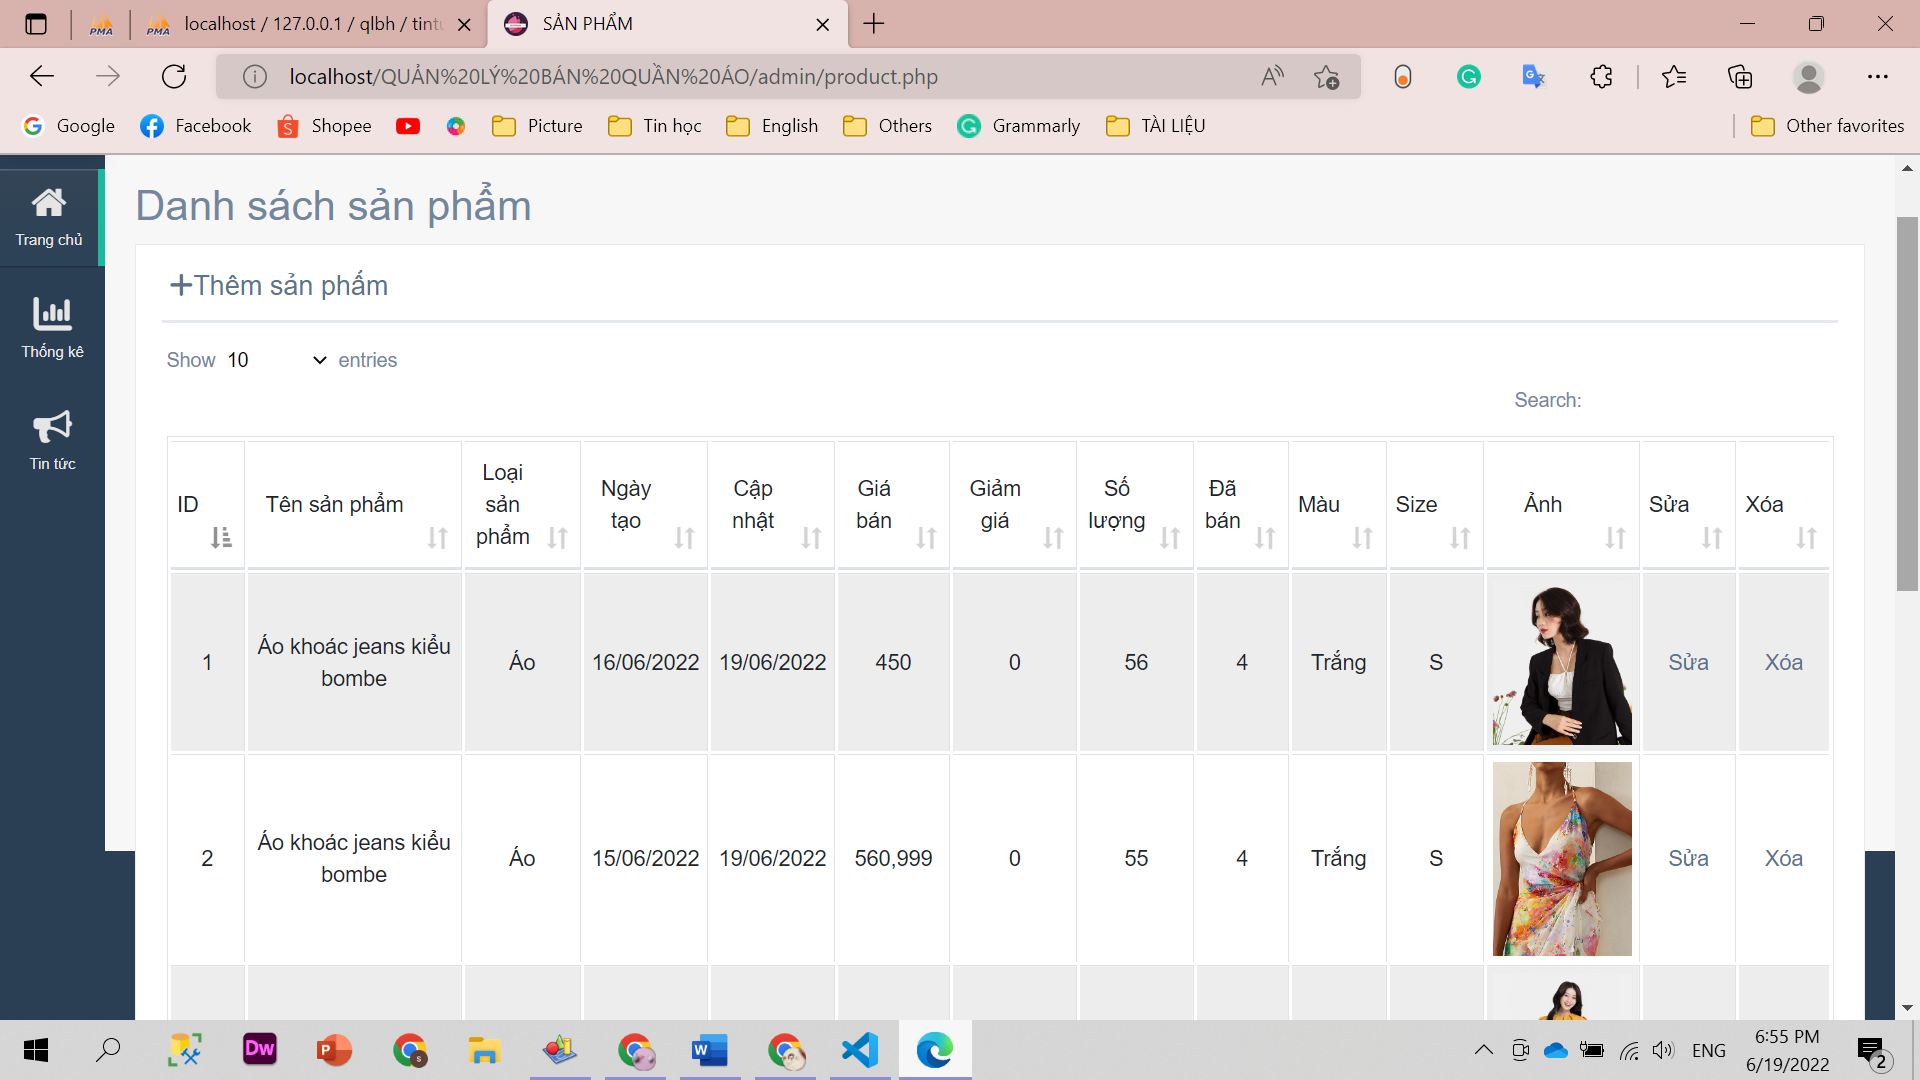 localhost / 127.0.0.1 / qlbh / tintu
SẢN PHẨM
localhost/QUẢN%20LÝ%20BÁN%20QUẦN%20ÁO/admin/product.php
Google Facebook Shopee Picture Tin học English Others Grammarly TÀI LIỆU Other favorites
Trang chủ
Thống kê
Tin tức
Danh sách sản phẩm
Thêm sản phẩm
Show 10 entries
Search:
ID Tên sản phẩm Loại sản phẩm Ngày tạo Cập nhật Giá bán Giảm giá Số lượng Đã bán Màu Size Ảnh Sửa Xóa
1 Áo khoác jeans kiểu bombe Áo 16/06/2022 19/06/2022 450 0 56 4 Trắng S Sửa Xóa
2 Áo khoác jeans kiểu bombe Áo 15/06/2022 19/06/2022 560,999 0 55 4 Trắng S Sửa Xóa
ENG
6:55 PM
6/19/2022
2